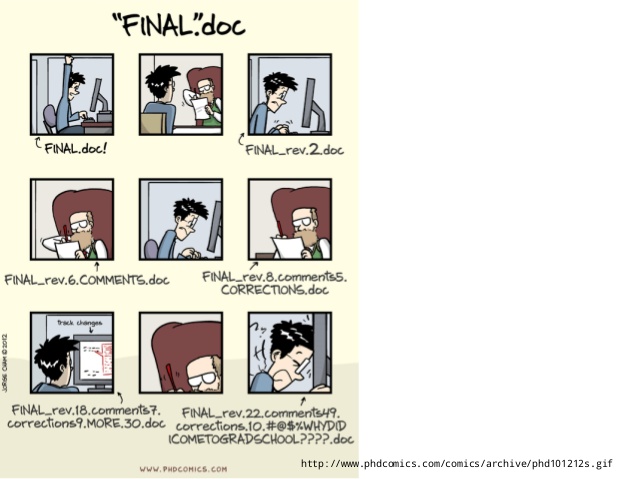 "FINAL".doc
FINAL.doc!
FINAL_rev.2.doc
FINAL_rev.6.COMMENTS.doc
FINAL_rev.8.comments5.
CORRECTIONS.doc
track changes
FINAL_rev.18.comments7.
corrections9.MORE.30.doc
FINAL_rev.22.comments49.
corrections.10.#@$%WHYDID
ICOMETOGRADSCHOOL????.doc
JORGE CHAM © 2012
WWW.PHDCOMICS.COM
http://www.phdcomics.com/comics/archive/phd101212s.gif